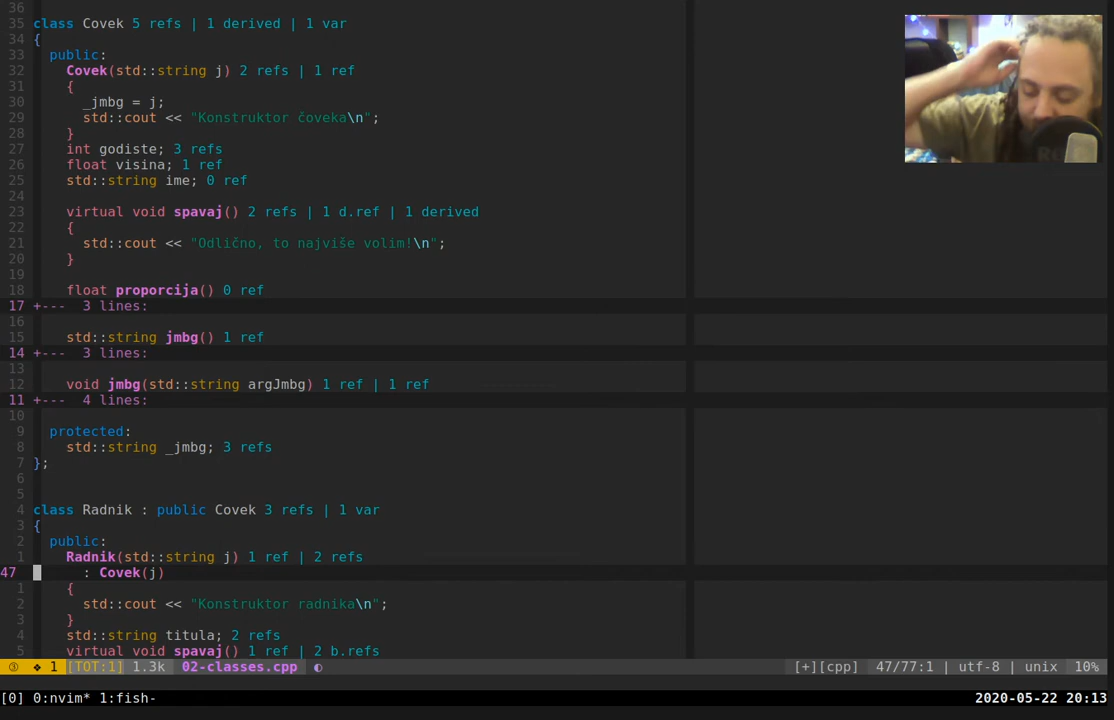 36
35 class Covek 5 refs | 1 derived | 1 var
34 {
33 public:
32 Covek(std::string j) 2 refs | 1 ref
31 {
30 _jmbg = j;
29 std::cout << "Konstruktor čoveka\n";
28 }
27 int godiste; 3 refs
26 float visina; 1 ref
25 std::string ime; 0 ref
24
23 virtual void spavaj() 2 refs | 1 d.ref | 1 derived
22 {
21 std::cout << "Odlično, to najviše volim!\n";
20 }
19
18 float proporcija() 0 ref
17 +--- 3 lines:
16
15 std::string jmbg() 1 ref
14 +--- 3 lines:
13
12 void jmbg(std::string argJmbg) 1 ref | 1 ref
11 +--- 4 lines:
10
9 protected:
8 std::string _jmbg; 3 refs
7 };
6
5
4 class Radnik : public Covek 3 refs | 1 var
3 {
2 public:
1 Radnik(std::string j) 1 ref | 2 refs
47 : Covek(j)
1 {
2 std::cout << "Konstruktor radnika\n";
3 }
4 std::string titula; 2 refs
5 virtual void spavaj() 1 ref | 2 b.refs
③ ❖ 1 [TOT:1] 1.3k 02-classes.cpp [+][cpp] 47/77:1 | utf-8 | unix 10%
[0] 0:nvim* 1:fish- 2020-05-22 20:13